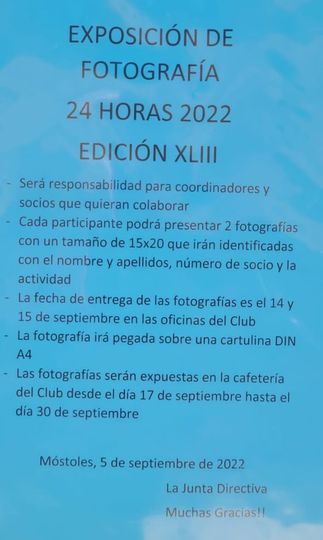 EXPOSICIÓN DE
FOTOGRAFÍA
24 HORAS 2022
EDICIÓN XLIII
- Será responsabilidad para coordinadores y
socios que quieran colaborar
- Cada participante podrá presentar 2 fotografías
con un tamaño de 15x20 que irán identificadas
con el nombre y apellidos, número de socio y la
actividad
- La fecha de entrega de las fotografías es el 14 y
15 de septiembre en las oficinas del Club
- La fotografía irá pegada sobre una cartulina DIN
A4
- Las fotografías serán expuestas en la cafetería
del Club desde el día 17 de septiembre hasta el
día 30 de septiembre
Móstoles, 5 de septiembre de 2022
La Junta Directiva
Muchas Gracias!!